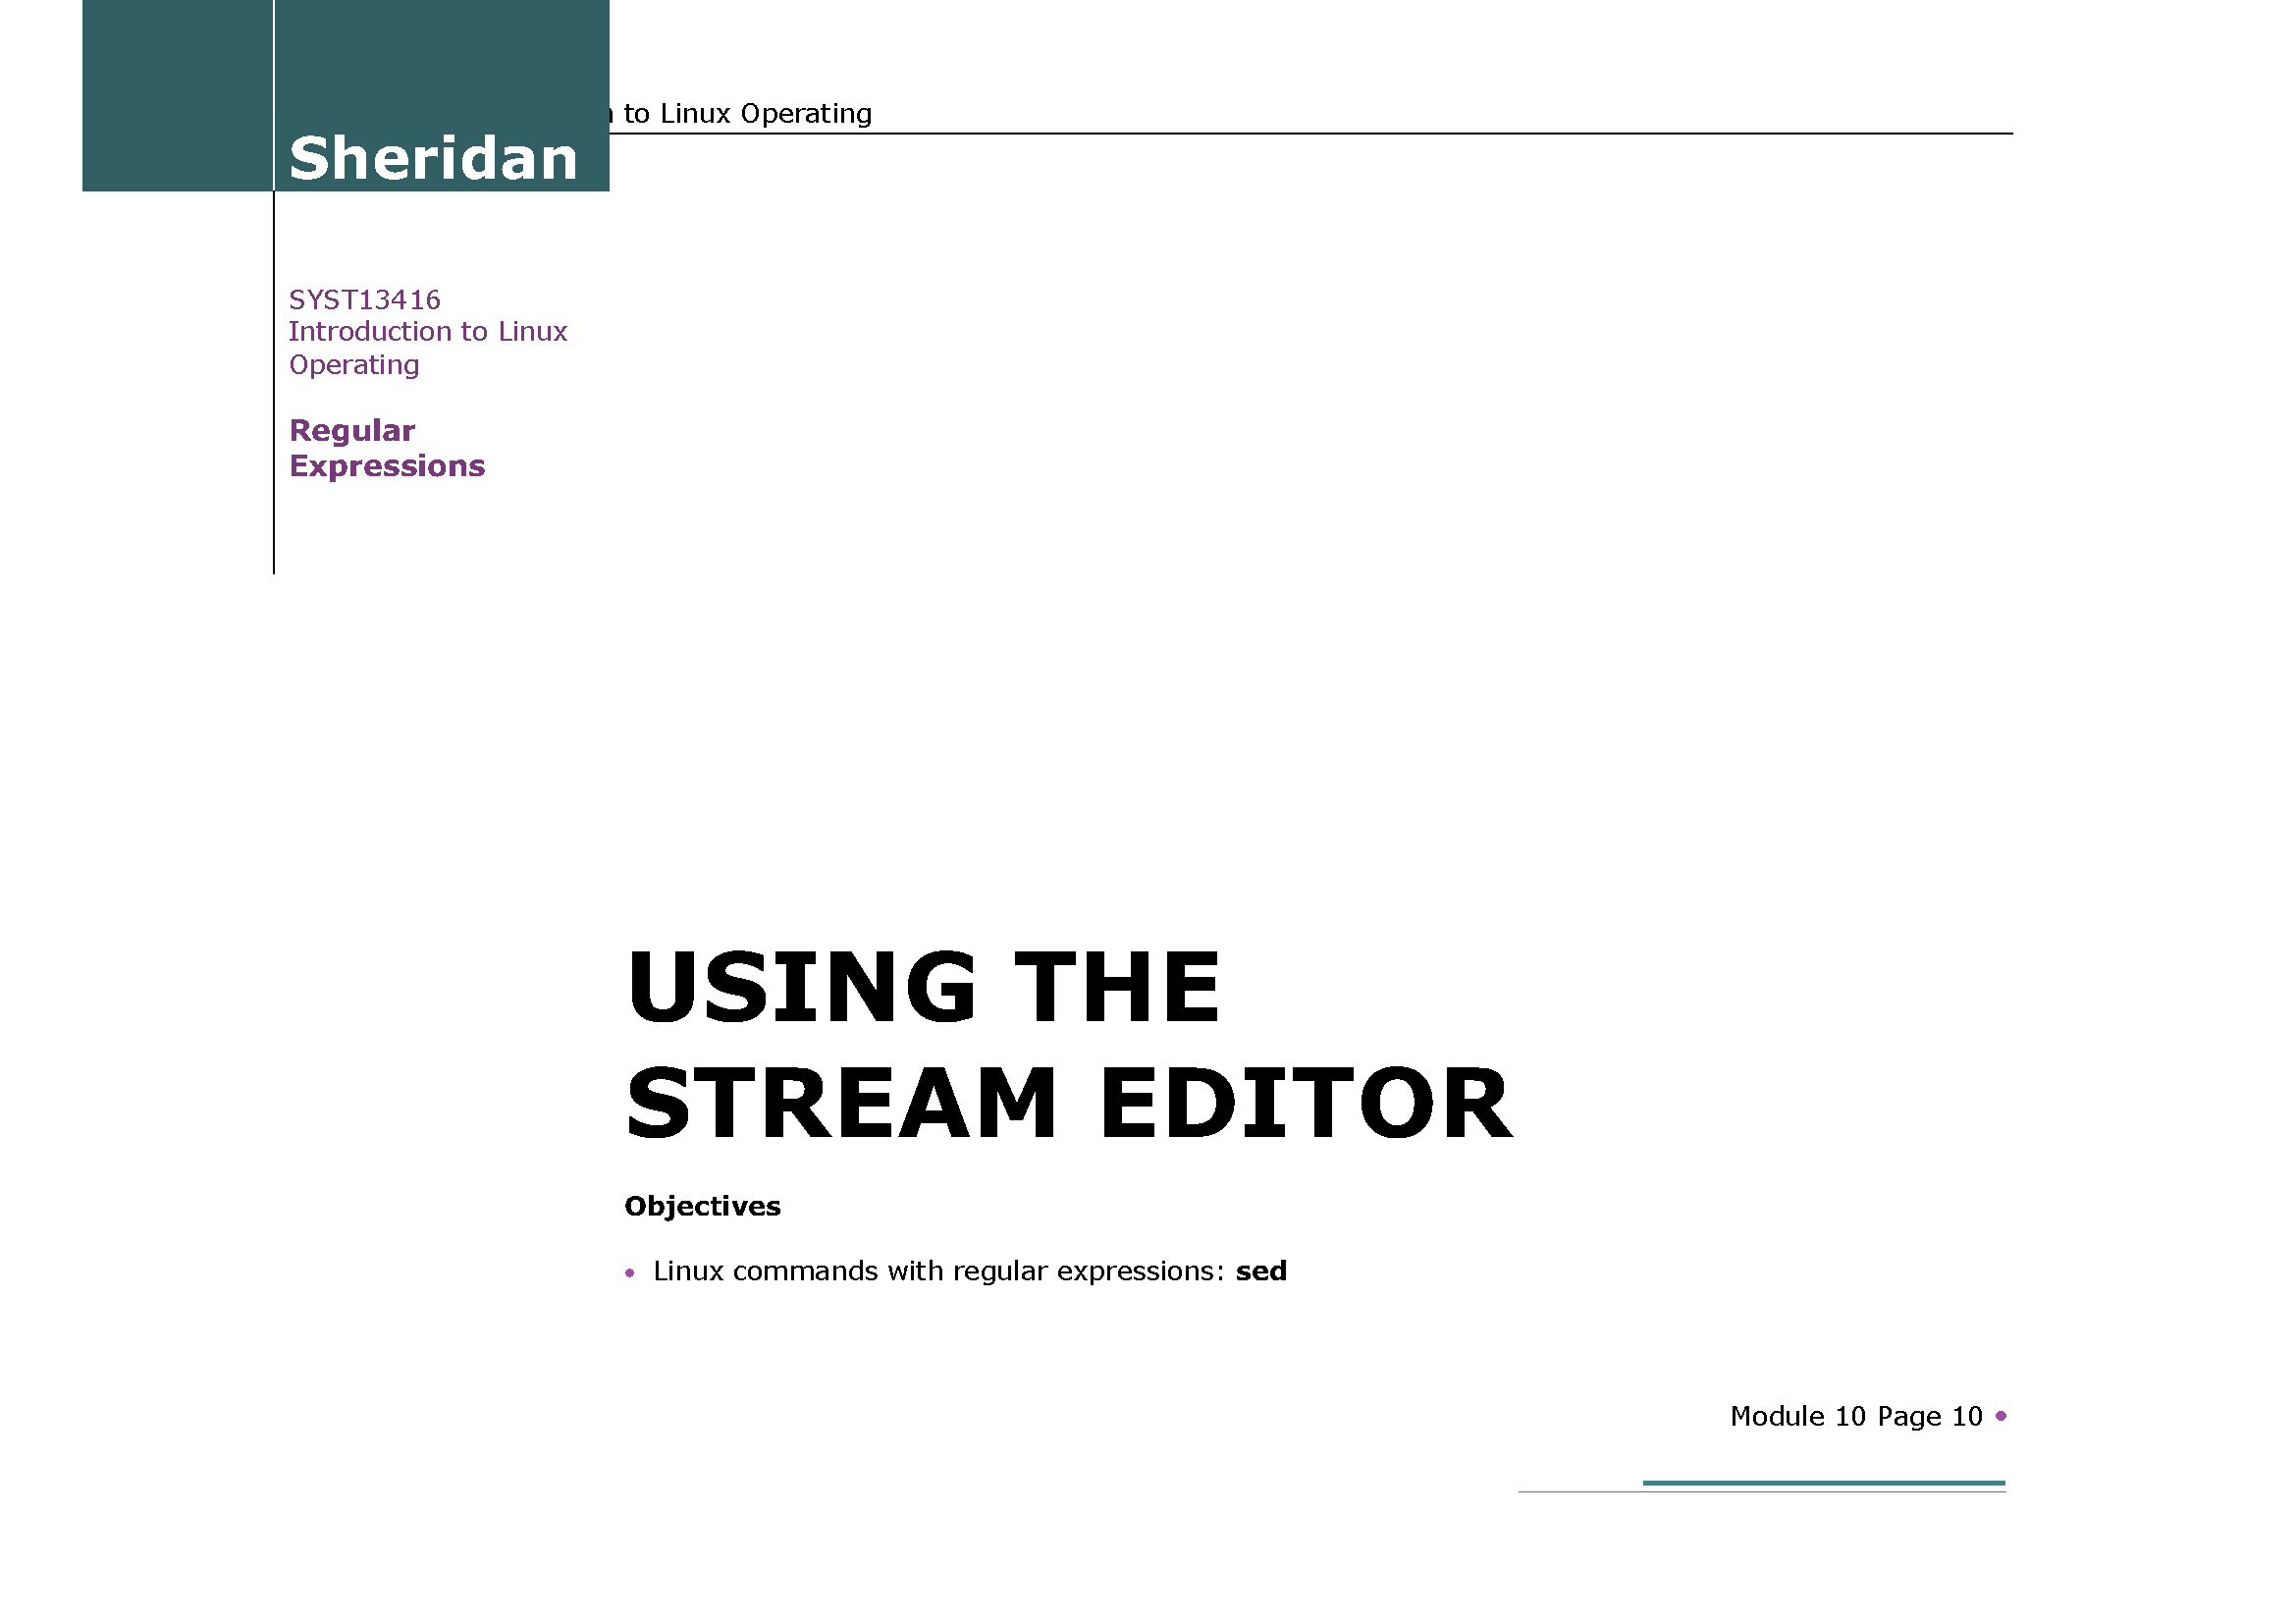 to Linux Operating
Sheridan
SYST13416
Introduction to Linux
Operating
Regular
Expressions
USING THE
STREAM EDITOR
Objectives
• Linux commands with regular expressions: sed
Module 10 Page 10 •